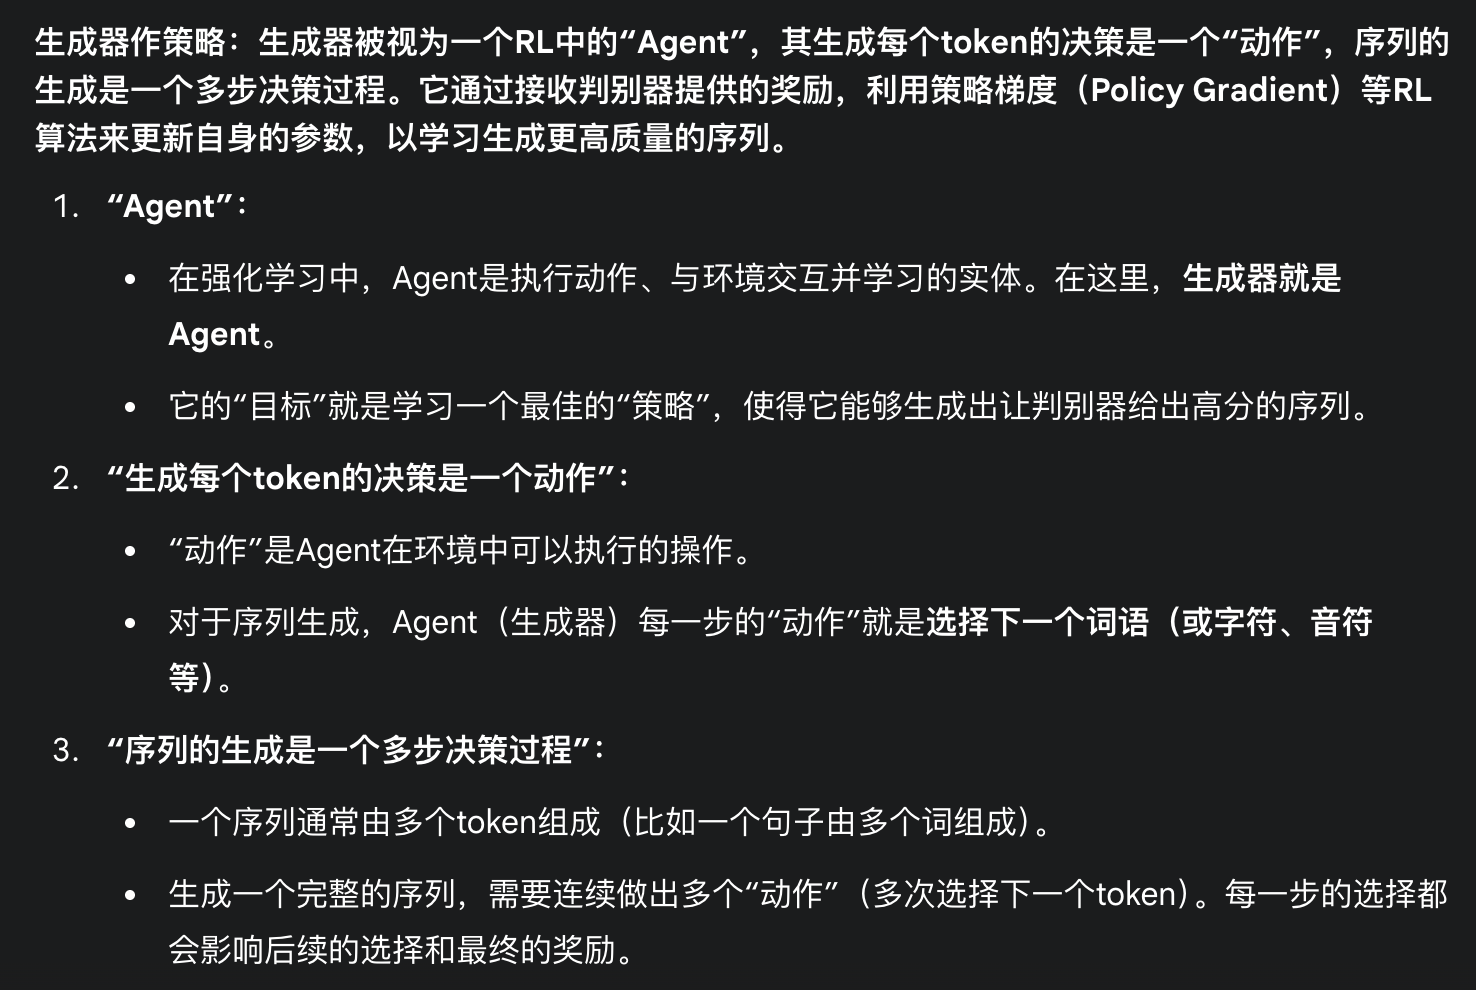 生成器作策略：生成器被视为一个RL中的“Agent”，其生成每个token的决策是一个“动作”，序列的
生成是一个多步决策过程。它通过接收判别器提供的奖励，利用策略梯度（Policy Gradient）等RL
算法来更新自身的参数，以学习生成更高质量的序列。
1. “Agent”：
• 在强化学习中，Agent是执行动作、与环境交互并学习的实体。在这里，生成器就是
Agent。
• 它的“目标”就是学习一个最佳的“策略”，使得它能够生成出让判别器给出高分的序列。
2. “生成每个token的决策是一个动作”：
• “动作”是Agent在环境中可以执行的操作。
• 对于序列生成，Agent（生成器）每一步的“动作”就是选择下一个词语（或字符、音符
等）。
3. “序列的生成是一个多步决策过程”：
• 一个序列通常由多个token组成（比如一个句子由多个词组成）。
• 生成一个完整的序列，需要连续做出多个“动作”（多次选择下一个token）。每一步的选择都
会影响后续的选择和最终的奖励。